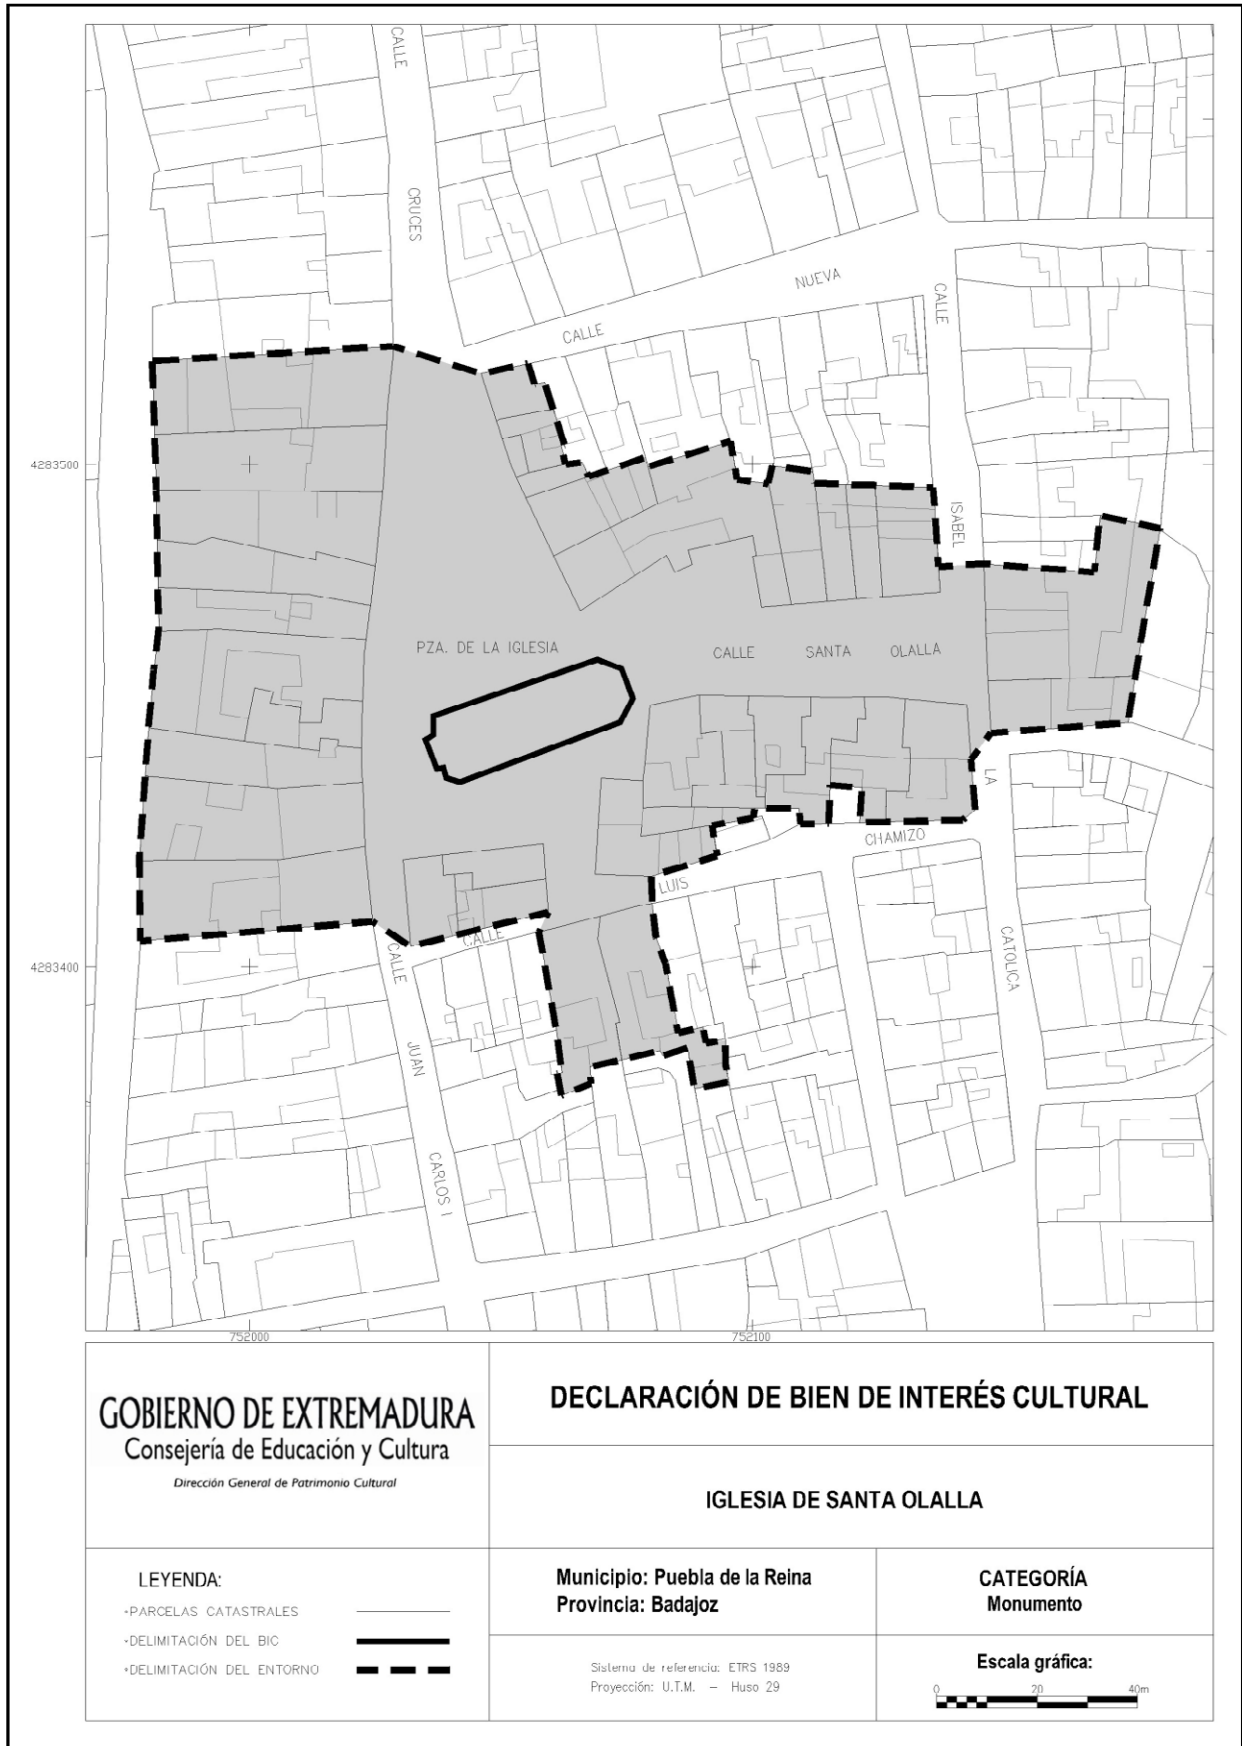 CALLE
CRUCES
NUEVA
CALLE
CALLE
4283500
ISABEL
PZA. DE LA IGLESIA
CALLE SANTA OLALLA
LA
CHAMIZO
LUIS
CALLE
CALLE
CATOLICA
4283400
JUAN
CARLOS I
752000
752100
GOBIERNO DE EXTREMADURA
Consejería de Educación y Cultura
Dirección General de Patrimonio Cultural
DECLARACIÓN DE BIEN DE INTERÉS CULTURAL
IGLESIA DE SANTA OLALLA
LEYENDA:
-PARCELAS CATASTRALES
-DELIMITACIÓN DEL BIC
-DELIMITACIÓN DEL ENTORNO
Municipio: Puebla de la Reina
Provincia: Badajoz
CATEGORÍA
Monumento
Sistema de referencia: ETRS 1989
Proyección: U.T.M. – Huso 29
Escala gráfica:
0 20 40m